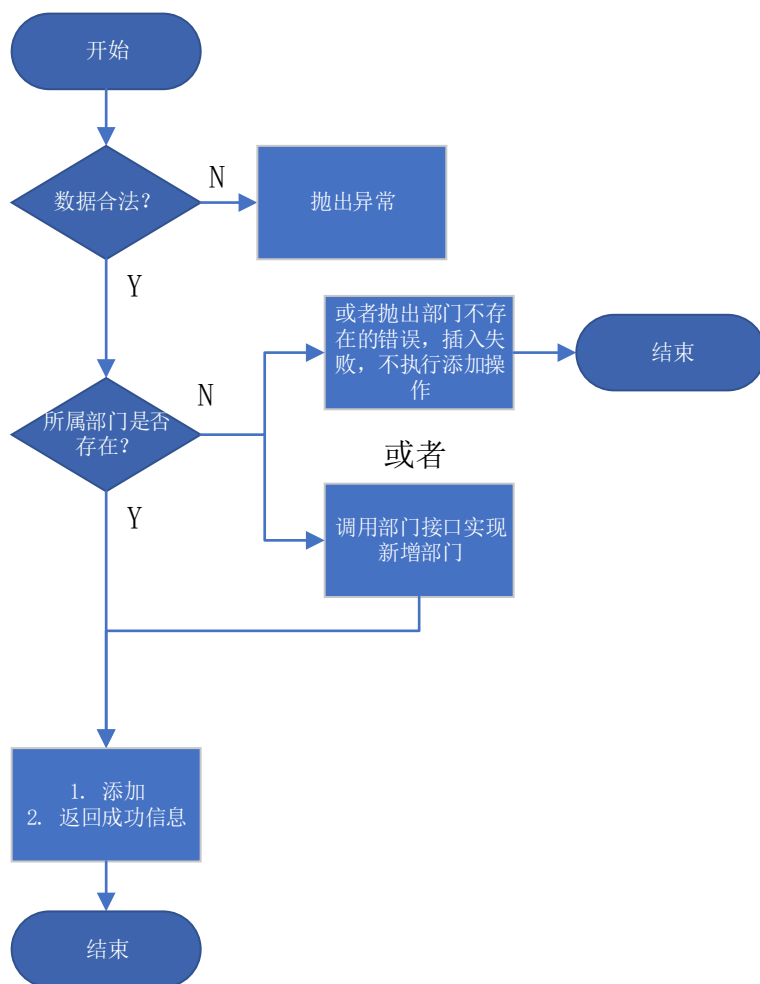 开始
数据合法?
N
抛出异常
Y
或者抛出部门不存
在的错误，插入失
败，不执行添加操
作
结束
所属部门是否
存在?
N
或者
Y
调用部门接口实现
新增部门
1. 添加
2. 返回成功信息
结束